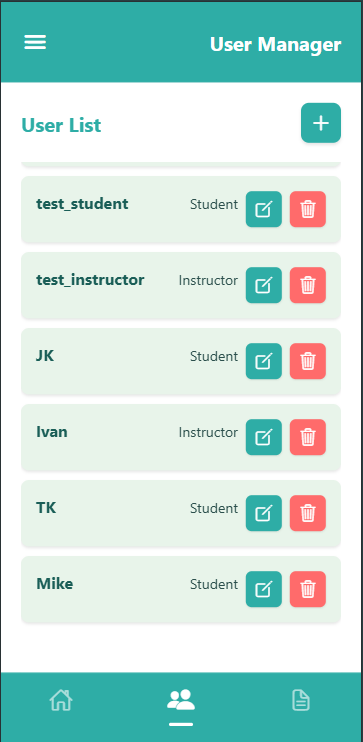 User Manager
User List
test_student Student
test_instructor Instructor
JK Student
Ivan Instructor
TK Student
Mike Student